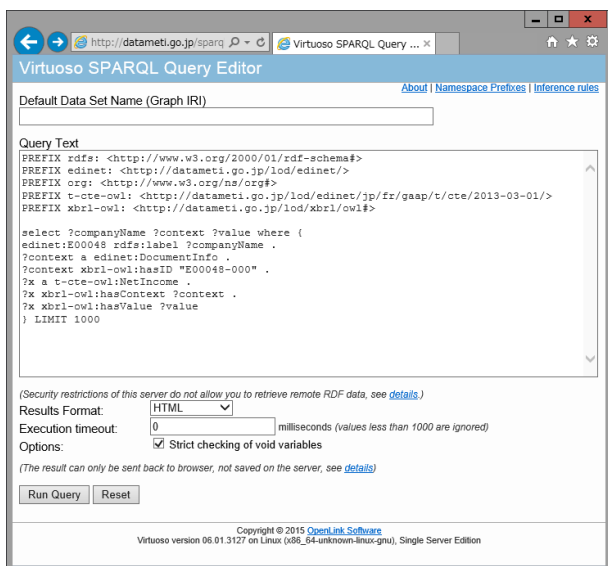 http://datameti.go.jp/sparq
Virtuoso SPARQL Query ...
Virtuoso SPARQL Query Editor
About | Namespace Prefixes | Inference rules
Default Data Set Name (Graph IRI)
Query Text
PREFIX rdfs: <http://www.w3.org/2000/01/rdf-schema#>
PREFIX edinet: <http://datameti.go.jp/lod/edinet/>
PREFIX org: <http://www.w3.org/ns/org#>
PREFIX t-cte-owl: <http://datameti.go.jp/lod/edinet/jp/fr/gaap/t/cte/2013-03-01/>
PREFIX xbrl-owl: <http://datameti.go.jp/lod/xbrl/owl#>
select ?companyName ?context ?value where {
edinet:E00048 rdfs:label ?companyName .
?context a edinet:DocumentInfo .
?context xbrl-owl:hasID "E00048-000" .
?x a t-cte-owl:NetIncome .
?x xbrl-owl:hasContext ?context .
?x xbrl-owl:hasValue ?value
} LIMIT 1000
(Security restrictions of this server do not allow you to retrieve remote RDF data, see details.)
Results Format: HTML
Execution timeout: 0 milliseconds (values less than 1000 are ignored)
Options: Strict checking of void variables
(The result can only be sent back to browser, not saved on the server, see details)
Run Query Reset
Copyright © 2015 OpenLink Software
Virtuoso version 06.01.3127 on Linux (x86_64-unknown-linux-gnu), Single Server Edition